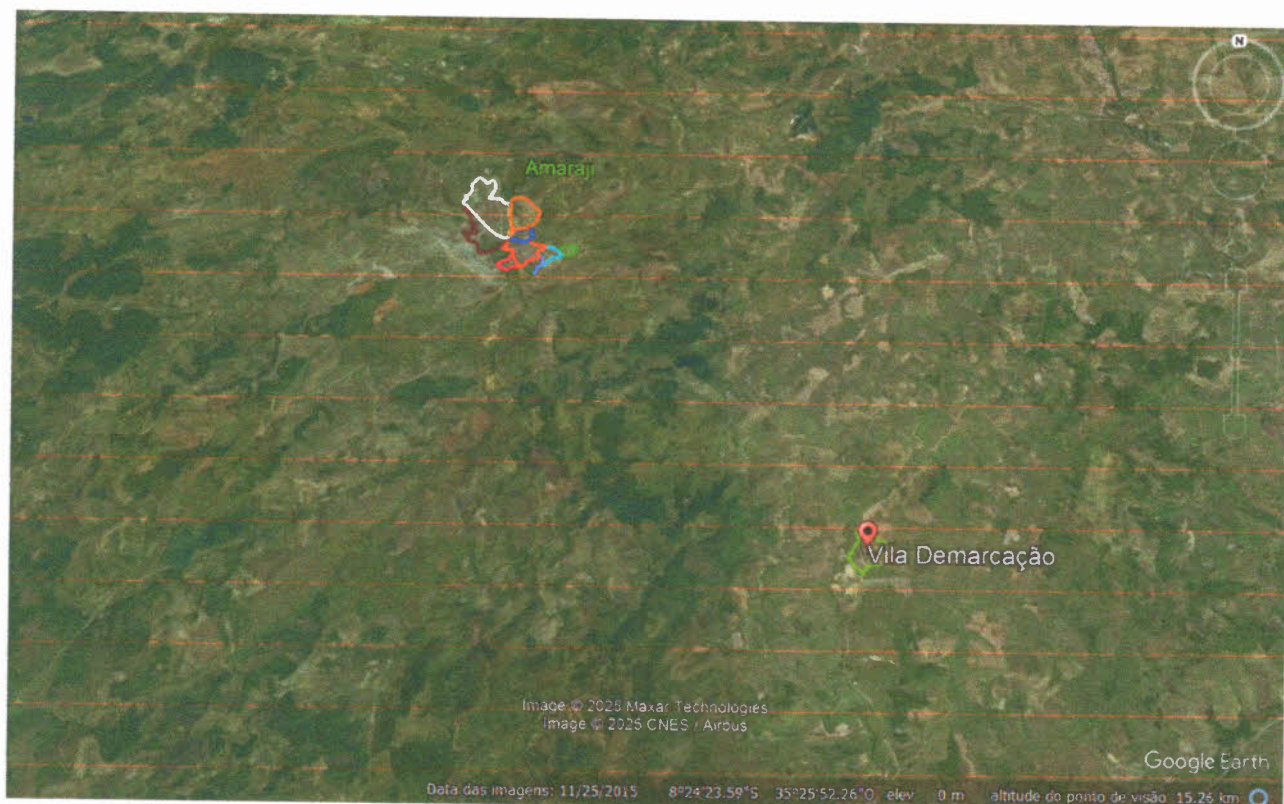 N
Amaraji
Vila Demarcação
Image © 2025 Maxar Technologies
Image © 2025 CNES / Airbus
Google Earth
Data das imagens: 11/25/2015 8°24'23.59"S 35°25'52.26"O elev 0 m altitude do ponto de visão 15.26 km